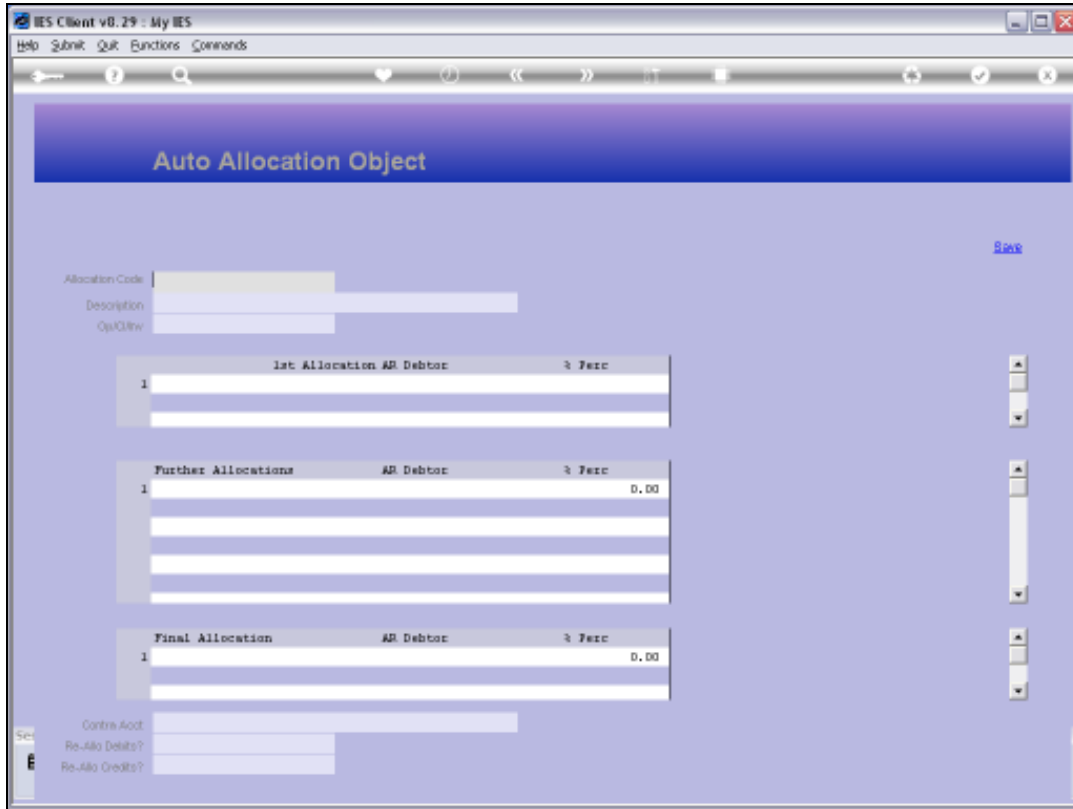 IES Client v8.29 : My IES
Help Submit Quit Functions Commands
Auto Allocation Object
Save
Allocation Code
Description
Op/O/Inv
1st Allocation AR Debtor % Perc
1
Further Allocations AR Debtor % Perc
1 0.00
Final Allocation AR Debtor % Perc
1 0.00
Contra Acct
Re-Allo Debits?
Re-Allo Credits?